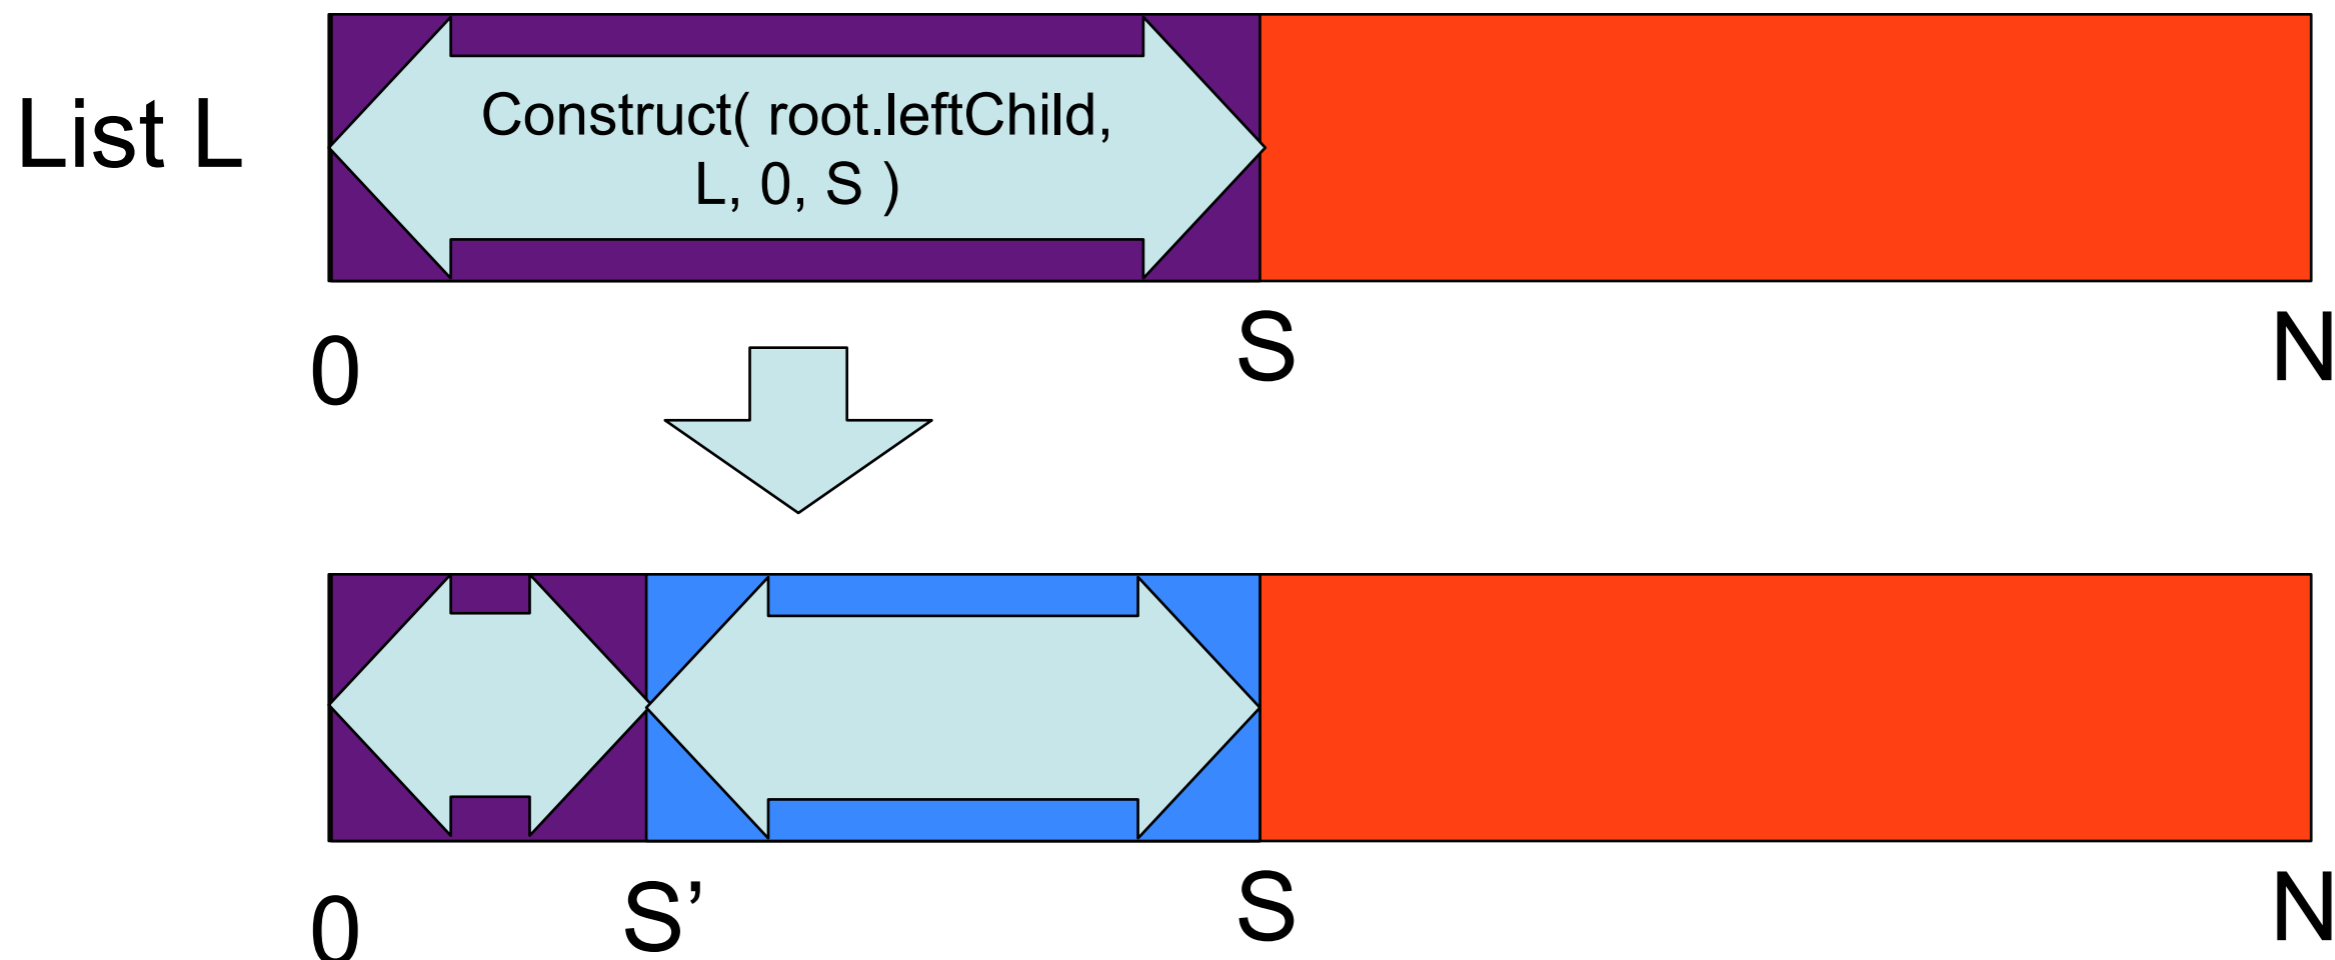 List L
Construct( root.leftChild,
L, 0, S )
0
S
N
0
S’
S
N